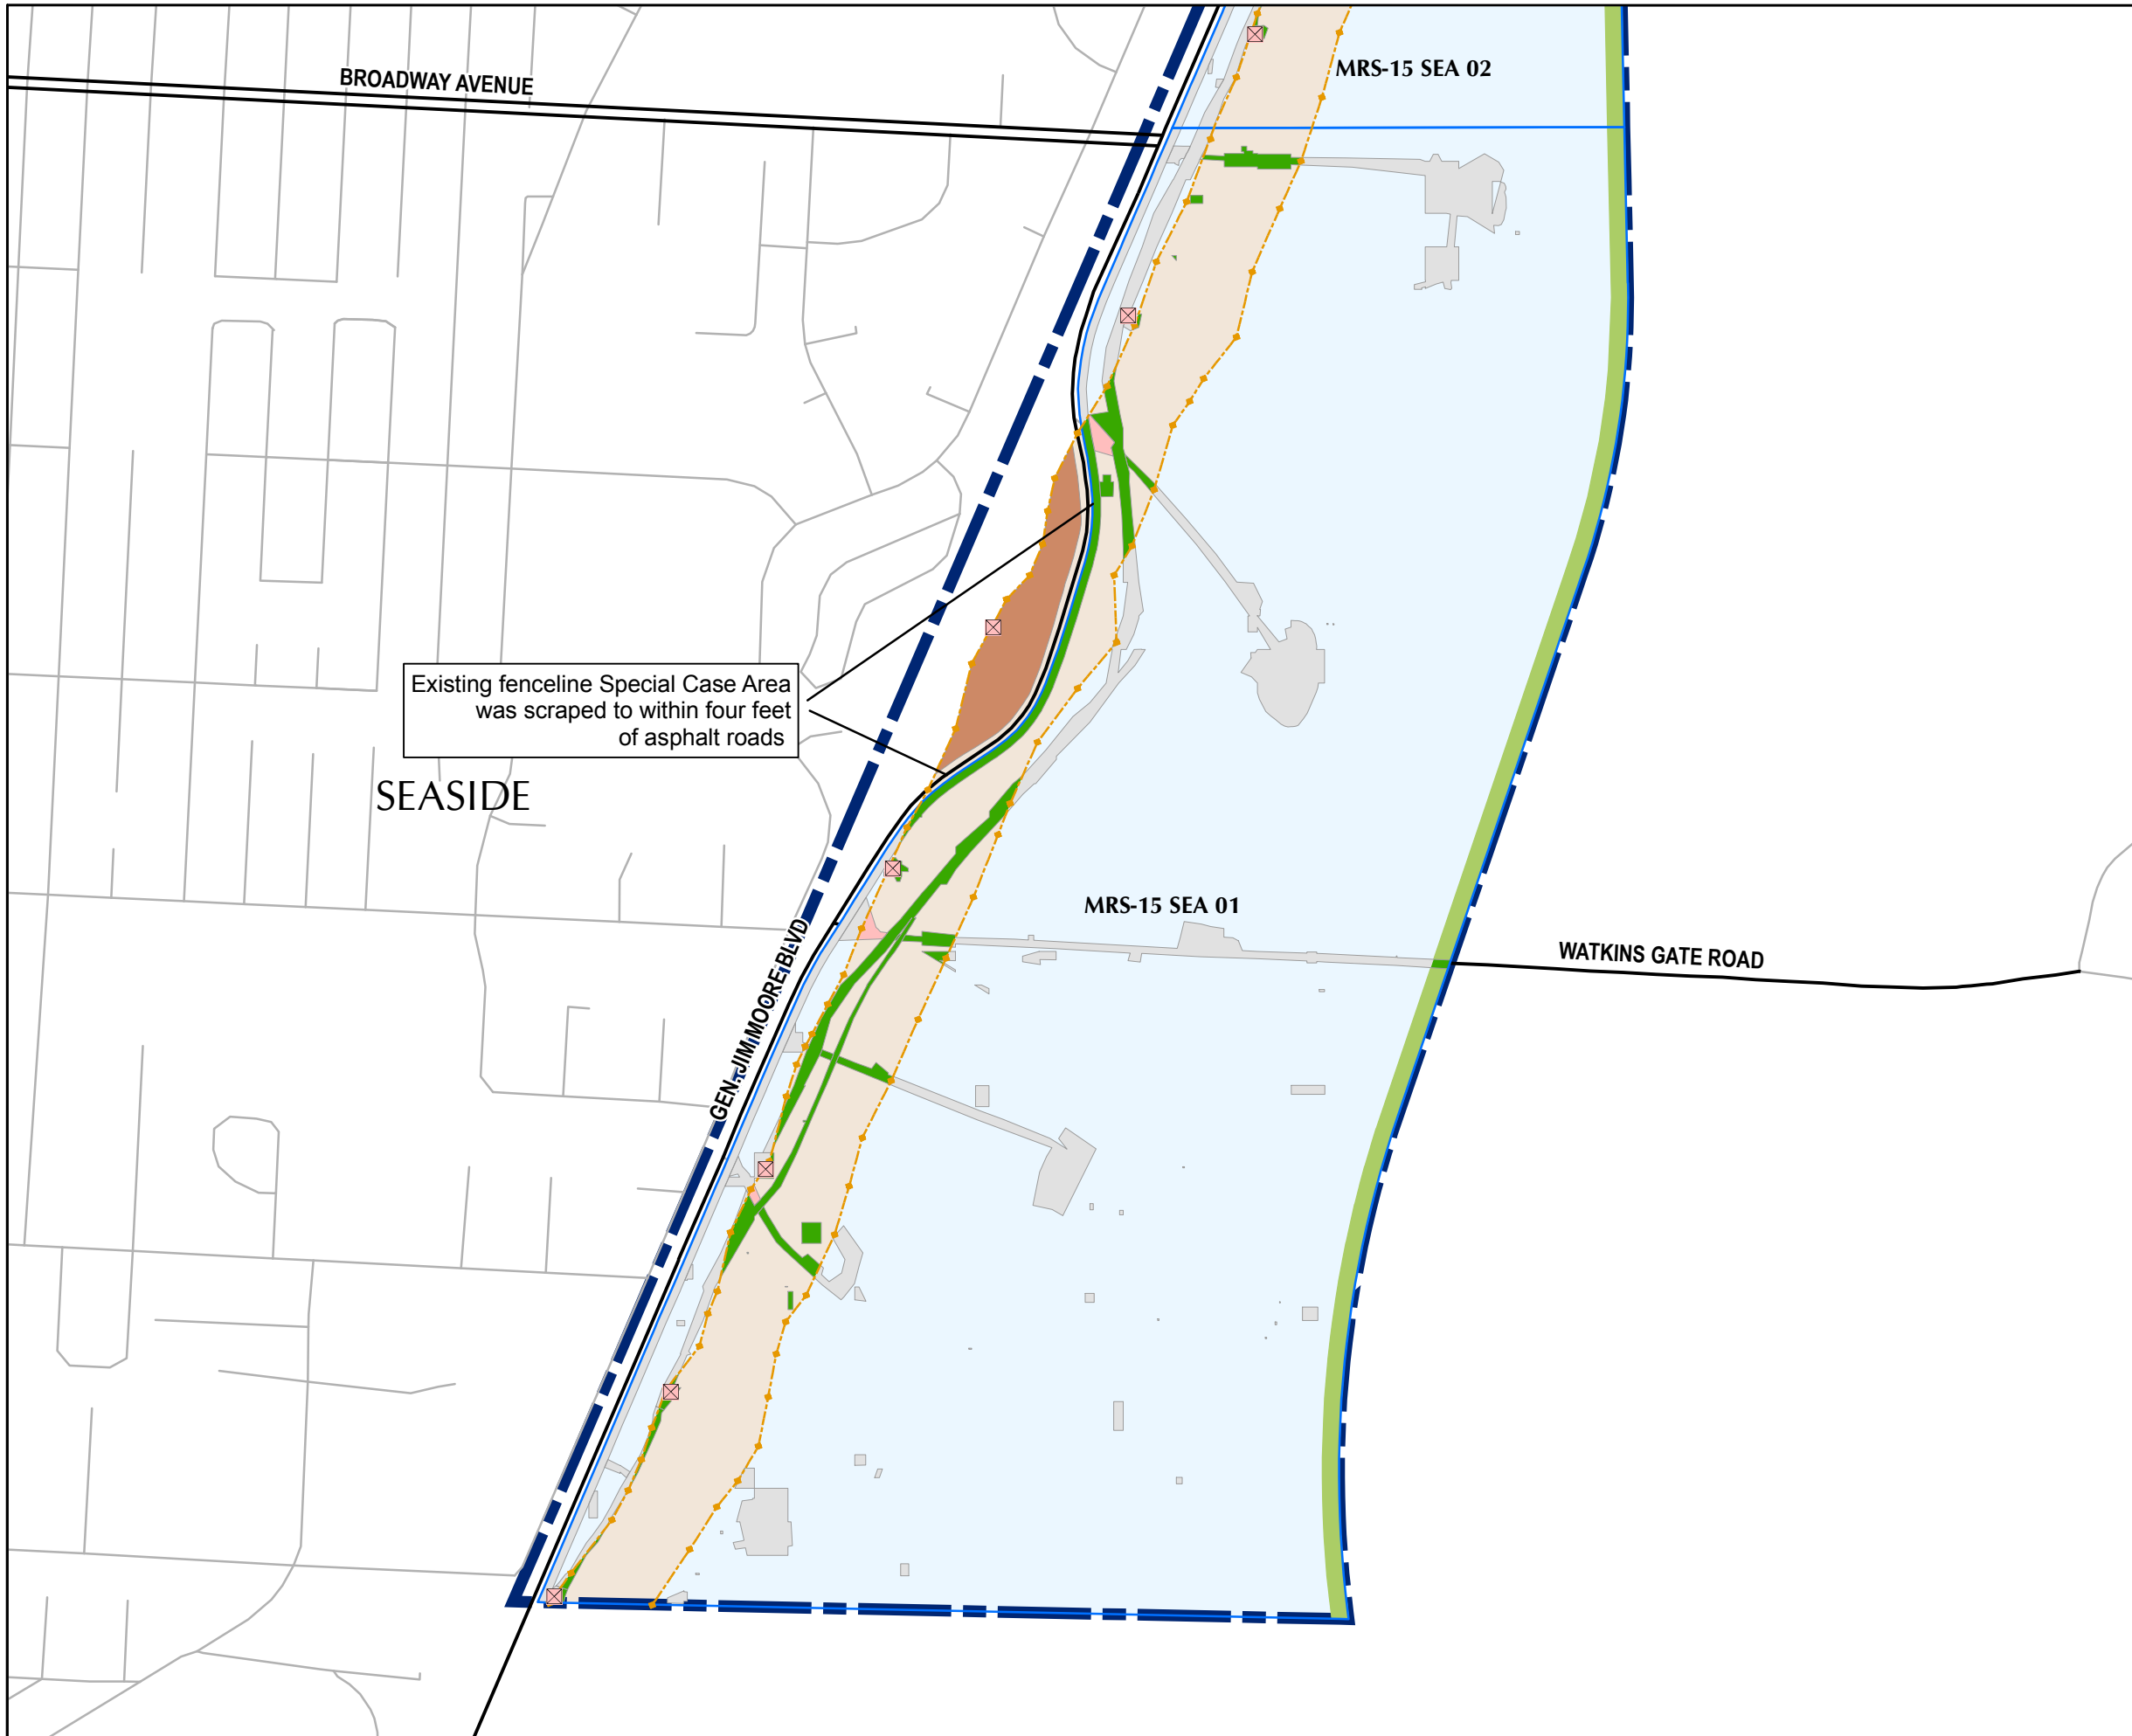 MRS-15 SEA 02
BROADWAY AVENUE
Existing fenceline Special Case Area
was scraped to within four feet
of asphalt roads
SEASIDE
MRS-15 SEA 01
WATKINS GATE ROAD
GEN. JIM MOORE BLVD